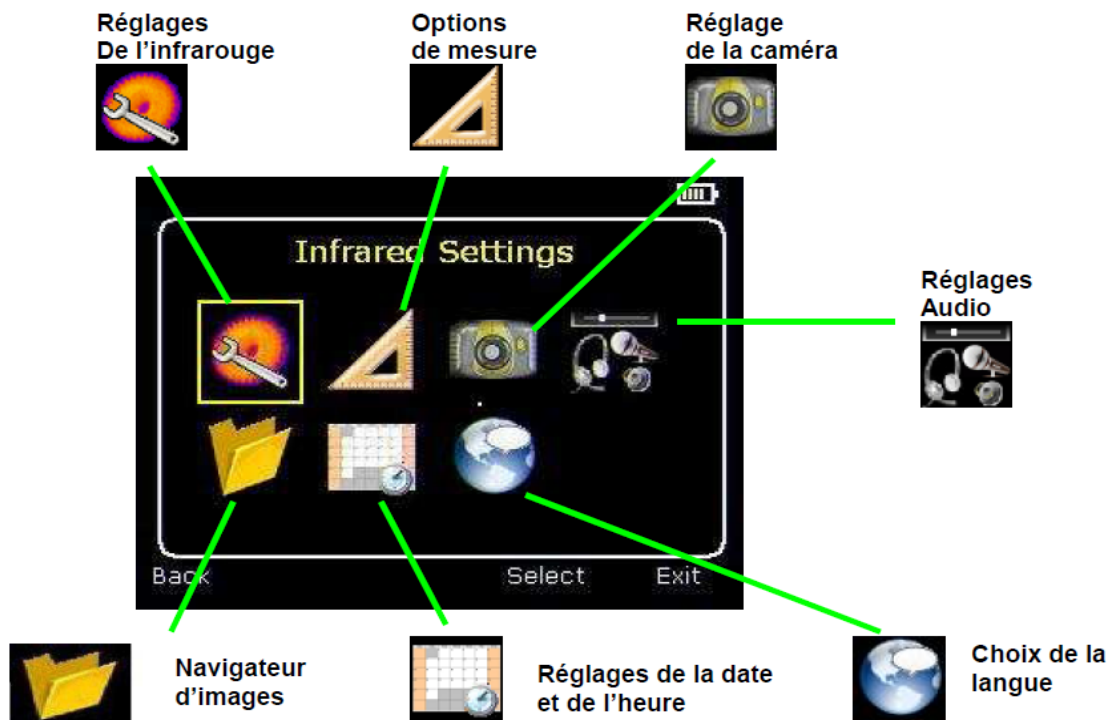 Réglages
De l’infrarouge
Options
de mesure
Réglage
de la caméra
Infrared Settings
Réglages
Audio
Back
Select
Exit
Navigateur
d’images
Réglages de la date
et de l’heure
Choix de la
langue